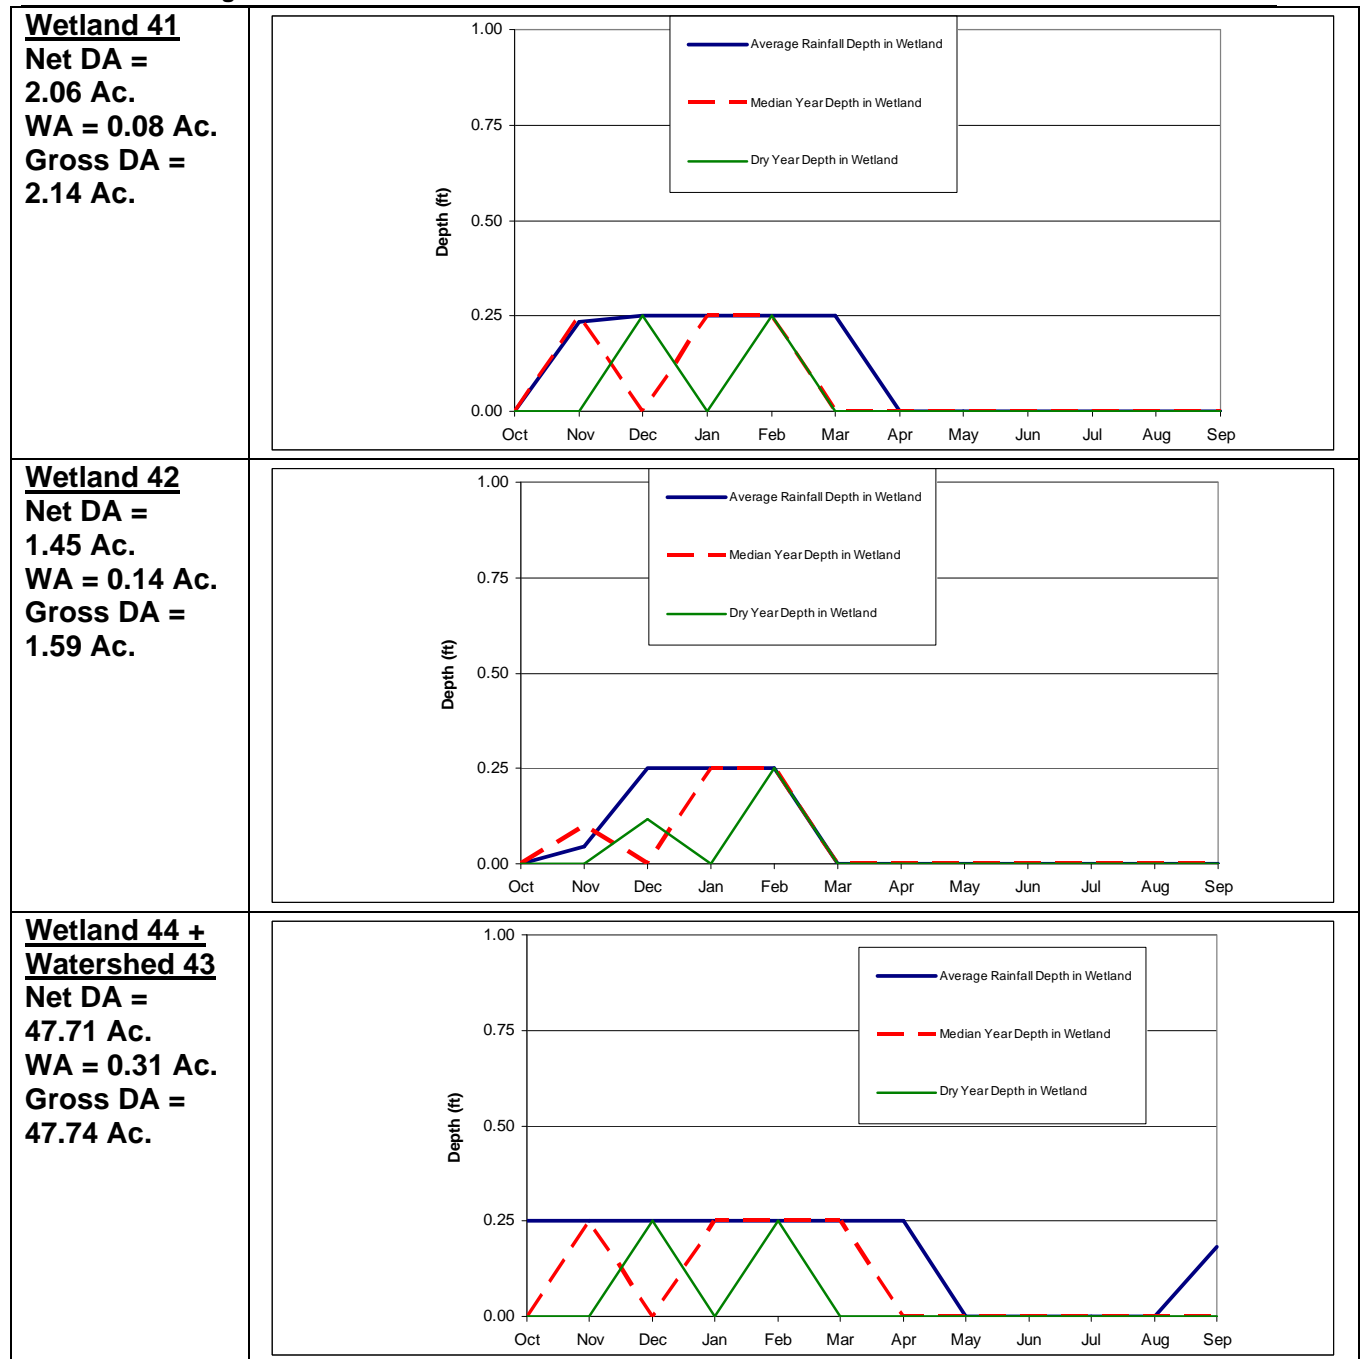 Wetland 41
Net DA =
2.06 Ac.
WA = 0.08 Ac.
Gross DA =
2.14 Ac.
1.00
0.75
0.50
0.25
0.00
Depth (ft)
Average Rainfall Depth in Wetland
Median Year Depth in Wetland
Dry Year Depth in Wetland
Oct Nov Dec Jan Feb Mar Apr May Jun Jul Aug Sep
Wetland 42
Net DA =
1.45 Ac.
WA = 0.14 Ac.
Gross DA =
1.59 Ac.
1.00
0.75
0.50
0.25
0.00
Depth (ft)
Average Rainfall Depth in Wetland
Median Year Depth in Wetland
Dry Year Depth in Wetland
Oct Nov Dec Jan Feb Mar Apr May Jun Jul Aug Sep
Wetland 44 +
Watershed 43
Net DA =
47.71 Ac.
WA = 0.31 Ac.
Gross DA =
47.74 Ac.
1.00
0.75
0.50
0.25
0.00
Depth (ft)
Average Rainfall Depth in Wetland
Median Year Depth in Wetland
Dry Year Depth in Wetland
Oct Nov Dec Jan Feb Mar Apr May Jun Jul Aug Sep